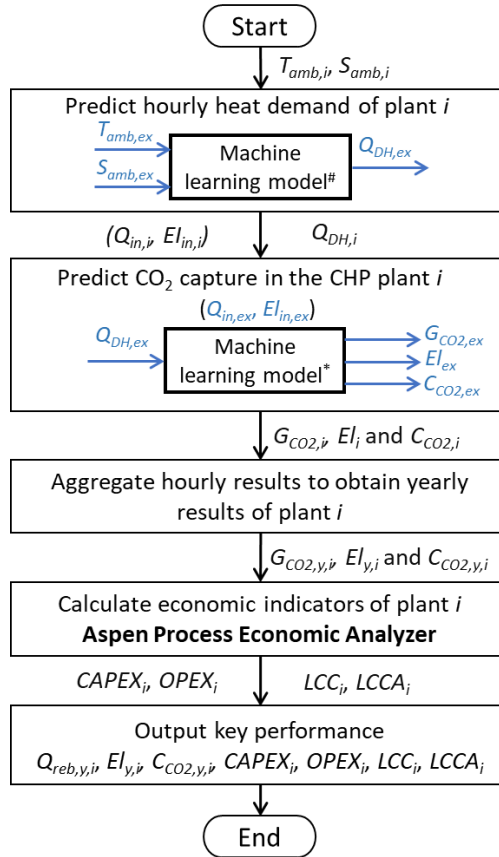 Start
T_amb,i, S_amb,i
Predict hourly heat demand of plant i
T_amb,ex
S_amb,ex
Machine
learning model#
Q_DH,ex
(Q_in,i, El_in,i)
Q_DH,i
Predict CO2 capture in the CHP plant i
(Q_in,ex, El_in,ex)
Q_DH,ex
Machine
learning model*
G_CO2,ex
El_ex
C_CO2,ex
G_CO2,i, El_i and C_CO2,i
Aggregate hourly results to obtain yearly
results of plant i
G_CO2,y,i, El_y,i and C_CO2,y,i
Calculate economic indicators of plant i
Aspen Process Economic Analyzer
CAPEX_i, OPEX_i
LCC_i, LCCA_i
Output key performance
Q_reb,y,i, El_y,i, C_CO2,y,i, CAPEX_i, OPEX_i, LCC_i, LCCA_i
End